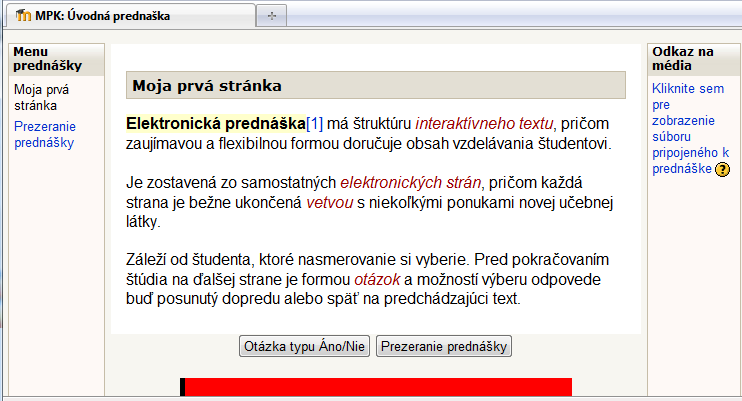 MPK: Úvodná prednaška
Menu
prednášky
Moja prvá
stránka
Prezeranie
prednášky
Moja prvá stránka
Elektronická prednáška[1] má štruktúru interaktívneho textu, pričom
zaujímavou a flexibilnou formou doručuje obsah vzdelávania študentovi.
Je zostavená zo samostatných elektronických strán, pričom každá
strana je bežne ukončená vetvou s niekoľkými ponukami novej učebnej
látky.
Záleží od študenta, ktoré nasmerovanie si vyberie. Pred pokračovaním
štúdia na ďalšej strane je formou otázok a možností výberu odpovede
buď posunutý dopredu alebo späť na predchádzajúci text.
Otázka typu Áno/Nie
Prezeranie prednášky
Odkaz na
média
Kliknite sem
pre
zobrazenie
súboru
pripojeného k
prednáške ?